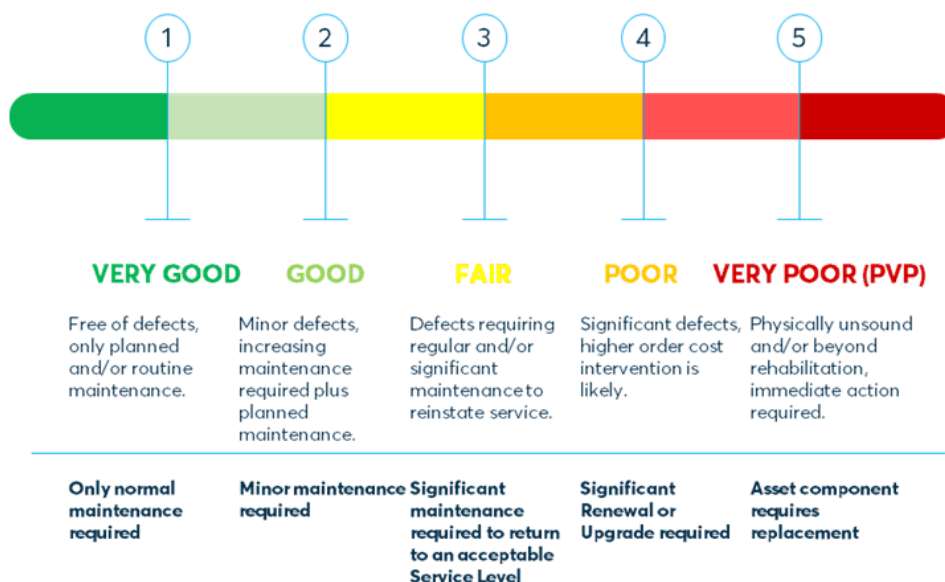 1 2 3 4 5
VERY GOOD
GOOD
FAIR
POOR
VERY POOR (PVP)
Free of defects,
only planned
and/or routine
maintenance.
Minor defects,
increasing
maintenance
required plus
planned
maintenance.
Defects requiring
regular and/or
significant
maintenance to
reinstate service.
Significant defects,
higher order cost
intervention is
likely.
Physically unsound
and/or beyond
rehabilitation,
immediate action
required.
Only normal
maintenance
required
Minor maintenance
required
Significant
maintenance
required to return
to an acceptable
Service Level
Significant
Renewal or
Upgrade required
Asset component
requires
replacement